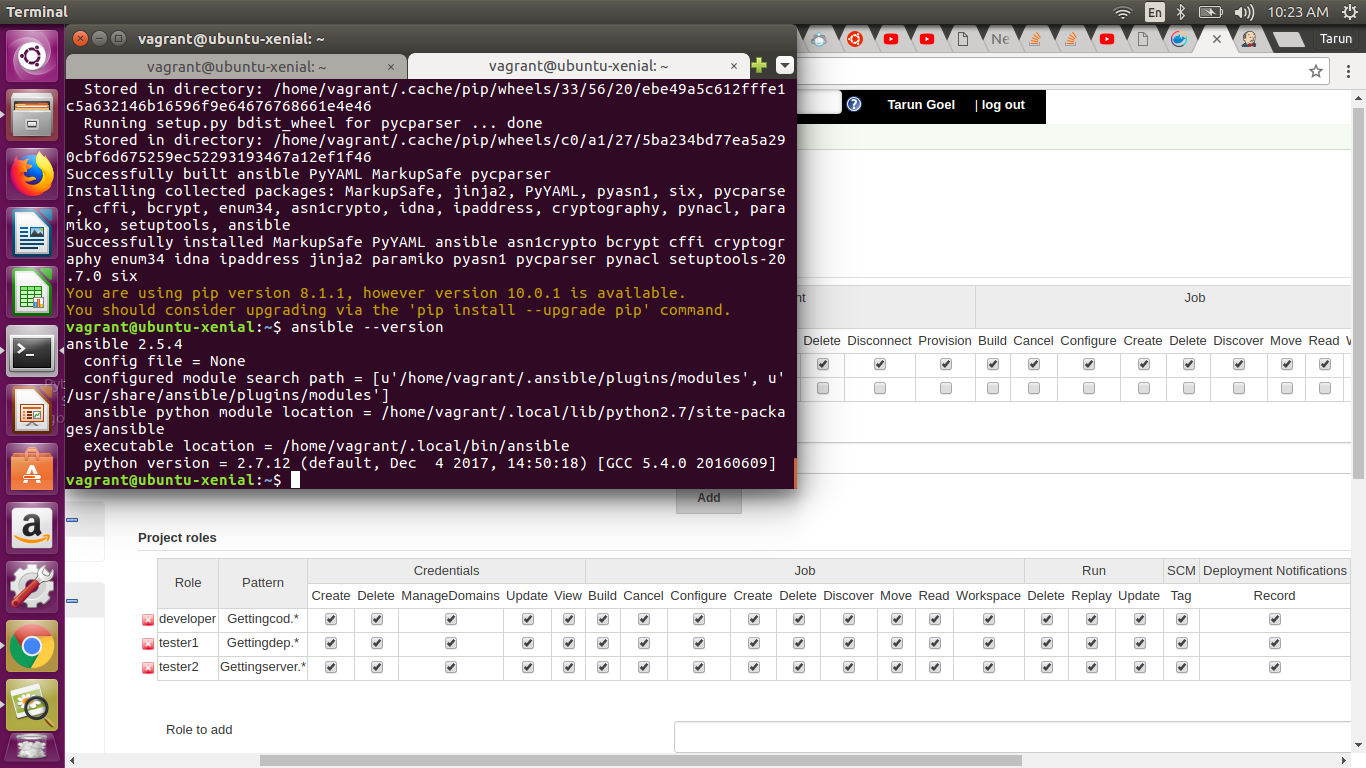 Terminal
En
10:23 AM
vagrant@ubuntu-xenial: ~
Tarun
vagrant@ubuntu-xenial: ~ ×
vagrant@ubuntu-xenial: ~ ×
Stored in directory: /home/vagrant/.cache/pip/wheels/33/56/20/ebe49a5c612fffe1
c5a632146b16596f9e64676768661e4e46
Running setup.py bdist_wheel for pycparser ... done
Stored in directory: /home/vagrant/.cache/pip/wheels/c0/a1/27/5ba234bd77ea5a29
0cbf6d675259ec52293193467a12ef1f46
Successfully built ansible PyYAML MarkupSafe pycparser
Installing collected packages: MarkupSafe, jinja2, PyYAML, pyasn1, six, pycparse
r, cffi, bcrypt, enum34, asn1crypto, idna, ipaddress, cryptography, pynacl, para
miko, setuptools, ansible
Successfully installed MarkupSafe PyYAML ansible asn1crypto bcrypt cffi cryptogr
aphy enum34 idna ipaddress jinja2 paramiko pyasn1 pycparser pynacl setuptools-20
.7.0 six
You are using pip version 8.1.1, however version 10.0.1 is available.
You should consider upgrading via the 'pip install --upgrade pip' command.
vagrant@ubuntu-xenial:~$ ansible --version
ansible 2.5.4
config file = None
configured module search path = [u'/home/vagrant/.ansible/plugins/modules', u'
/usr/share/ansible/plugins/modules']
ansible python module location = /home/vagrant/.local/lib/python2.7/site-packa
ges/ansible
executable location = /home/vagrant/.local/bin/ansible
python version = 2.7.12 (default, Dec  4 2017, 14:50:18) [GCC 5.4.0 20160609]
vagrant@ubuntu-xenial:~$
Ne
? Tarun Goel | log out
nt Job
Delete Disconnect Provision Build Cancel Configure Create Delete Discover Move Read W
Add
Project roles
Role Pattern Credentials Job Run SCM Deployment Notifications
Create Delete ManageDomains Update View Build Cancel Configure Create Delete Discover Move Read Workspace Delete Replay Update Tag Record
developer Gettingcod.*
tester1 Gettingdep.*
tester2 Gettingserver.*
Role to add